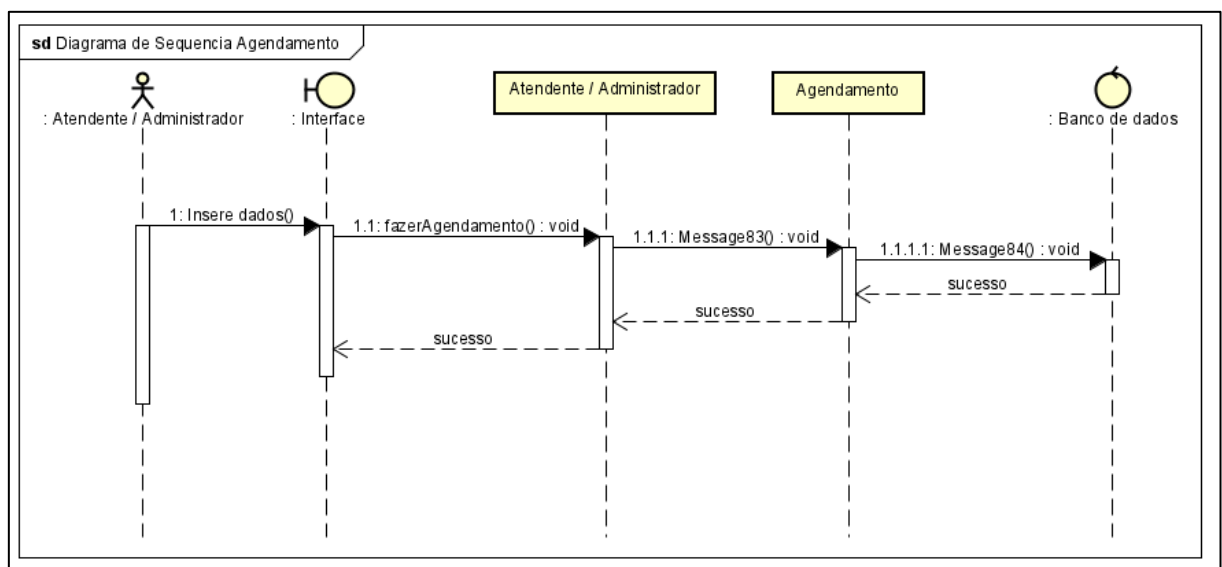 sd Diagrama de Sequencia Agendamento
: Atendente / Administrador
: Interface
Atendente / Administrador
Agendamento
: Banco de dados
1: Insere dados()
1.1: fazerAgendamento() : void
1.1.1: Message83() : void
1.1.1.1: Message84() : void
sucesso
sucesso
sucesso